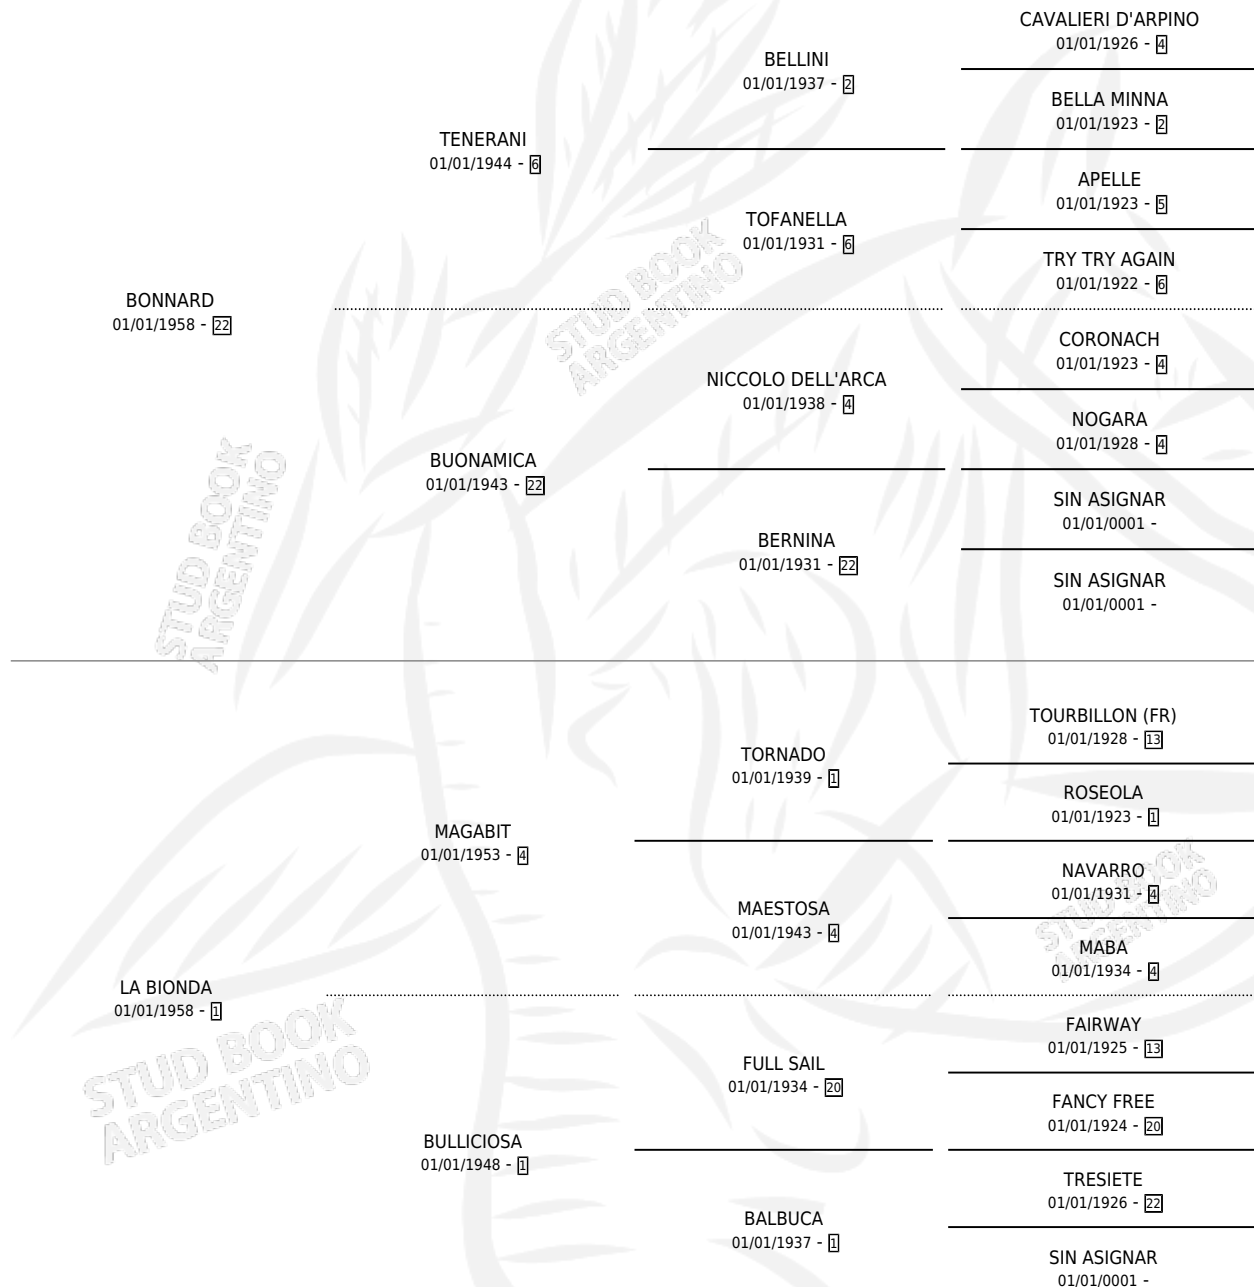 CAVALIERI D'ARPINO
01/01/1926 - 4
BELLINI
01/01/1937 - 2
BELLA MINNA
01/01/1923 - 2
TENERANI
01/01/1944 - 6
APELLE
01/01/1923 - 5
TOFANELLA
01/01/1931 - 6
TRY TRY AGAIN
01/01/1922 - 6
BONNARD
01/01/1958 - 22
STUD BOOK
ARGENTINO
CORONACH
01/01/1923 - 4
NICCOLO DELL'ARCA
01/01/1938 - 4
NOGARA
01/01/1928 - 4
BUONAMICA
01/01/1943 - 22
SIN ASIGNAR
01/01/0001 -
BERNINA
01/01/1931 - 22
SIN ASIGNAR
01/01/0001 -
STUD BOOK
ARGENTINO
TOURBILLON (FR)
01/01/1928 - 13
TORNADO
01/01/1939 - 1
ROSEOLA
01/01/1923 - 1
MAGABIT
01/01/1953 - 4
NAVARRO
01/01/1931 - 4
MAESTOSA
01/01/1943 - 4
STUD BOOK
ARGENTINO
MABA
01/01/1934 - 4
LA BIONDA
01/01/1958 - 1
FAIRWAY
01/01/1925 - 13
STUD BOOK
ARGENTINO
FULL SAIL
01/01/1934 - 20
FANCY FREE
01/01/1924 - 20
BULLICIOSA
01/01/1948 - 1
TRESIETE
01/01/1926 - 22
BALBUCA
01/01/1937 - 1
SIN ASIGNAR
01/01/0001 -